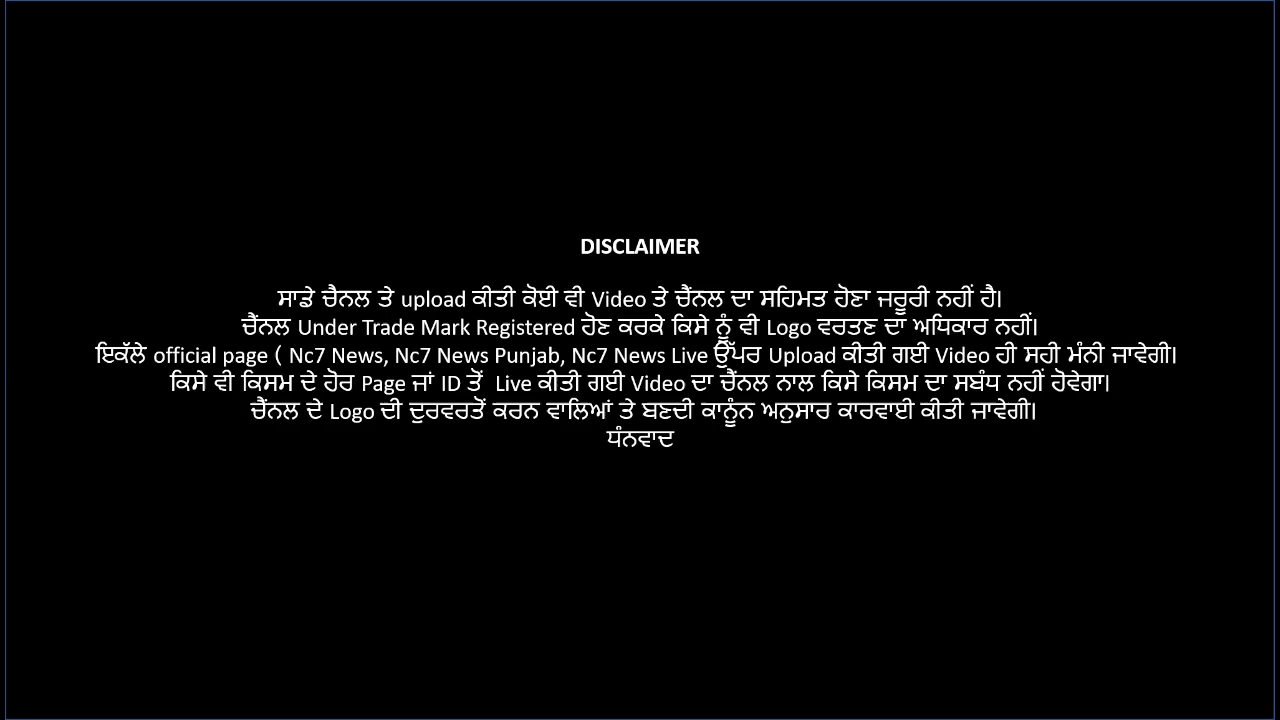 DISCLAIMER
ਸਾਡੇ ਚੈਨਲ ਤੇ upload ਕੀਤੀ ਕੋਈ ਵੀ Video ਤੇ ਚੈੱਨਲ ਦਾ ਸਹਿਮਤ ਹੋਣਾ ਜਰੂਰੀ ਨਹੀਂ ਹੈ।
ਚੈੱਨਲ Under Trade Mark Registered ਹੋਣ ਕਰਕੇ ਕਿਸੇ ਨੂੰ ਵੀ Logo ਵਰਤਣ ਦਾ ਅਧਿਕਾਰ ਨਹੀਂ।
ਇਕੱਲੇ official page ( Nc7 News, Nc7 News Punjab, Nc7 News Live ਉੱਪਰ Upload ਕੀਤੀ ਗਈ Video ਹੀ ਸਹੀ ਮੰਨੀ ਜਾਵੇਗੀ।
ਕਿਸੇ ਵੀ ਕਿਸਮ ਦੇ ਹੋਰ Page ਜਾਂ ID ਤੋਂ Live ਕੀਤੀ ਗਈ Video ਦਾ ਚੈੱਨਲ ਨਾਲ ਕਿਸੇ ਕਿਸਮ ਦਾ ਸਬੰਧ ਨਹੀਂ ਹੋਵੇਗਾ।
ਚੈੱਨਲ ਦੇ Logo ਦੀ ਦੁਰਵਰਤੋਂ ਕਰਨ ਵਾਲਿਆਂ ਤੇ ਬਣਦੀ ਕਾਨੂੰਨ ਅਨੁਸਾਰ ਕਾਰਵਾਈ ਕੀਤੀ ਜਾਵੇਗੀ।
ਧੰਨਵਾਦ